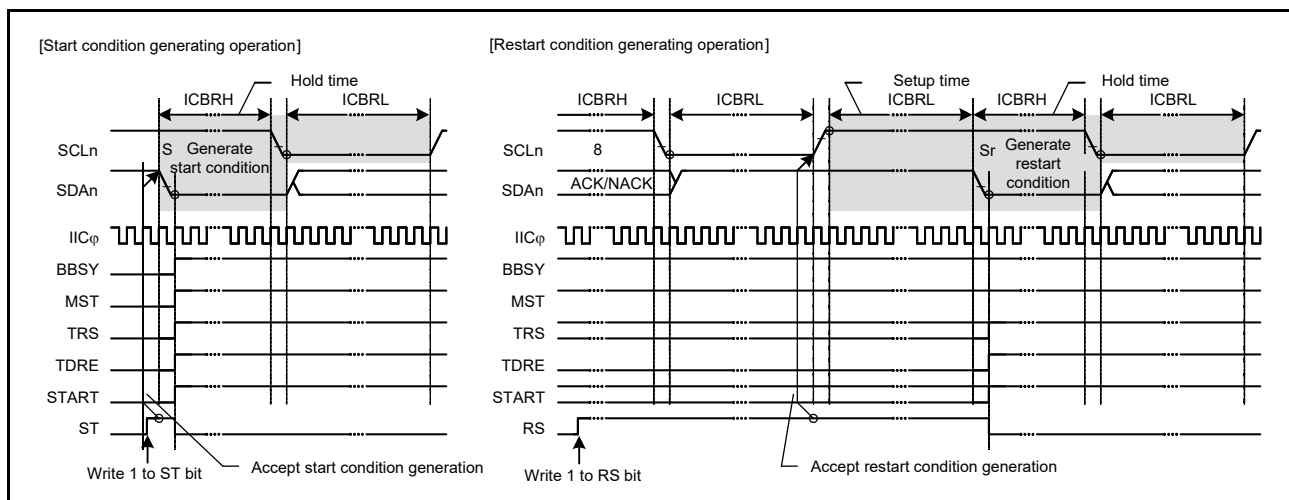 [Start condition generating operation]
Hold time
ICBRH
ICBRL
SCLn
S
Generate
start condition
SDAn
IICφ
BBSY
MST
TRS
TDRE
START
ST
Write 1 to ST bit
Accept start condition generation
[Restart condition generating operation]
Setup time
Hold time
ICBRH
ICBRL
ICBRL
ICBRH
ICBRL
SCLn
8
Sr
Generate
restart
condition
SDAn
ACK/NACK
IICφ
BBSY
MST
TRS
TDRE
START
RS
Write 1 to RS bit
Accept restart condition generation